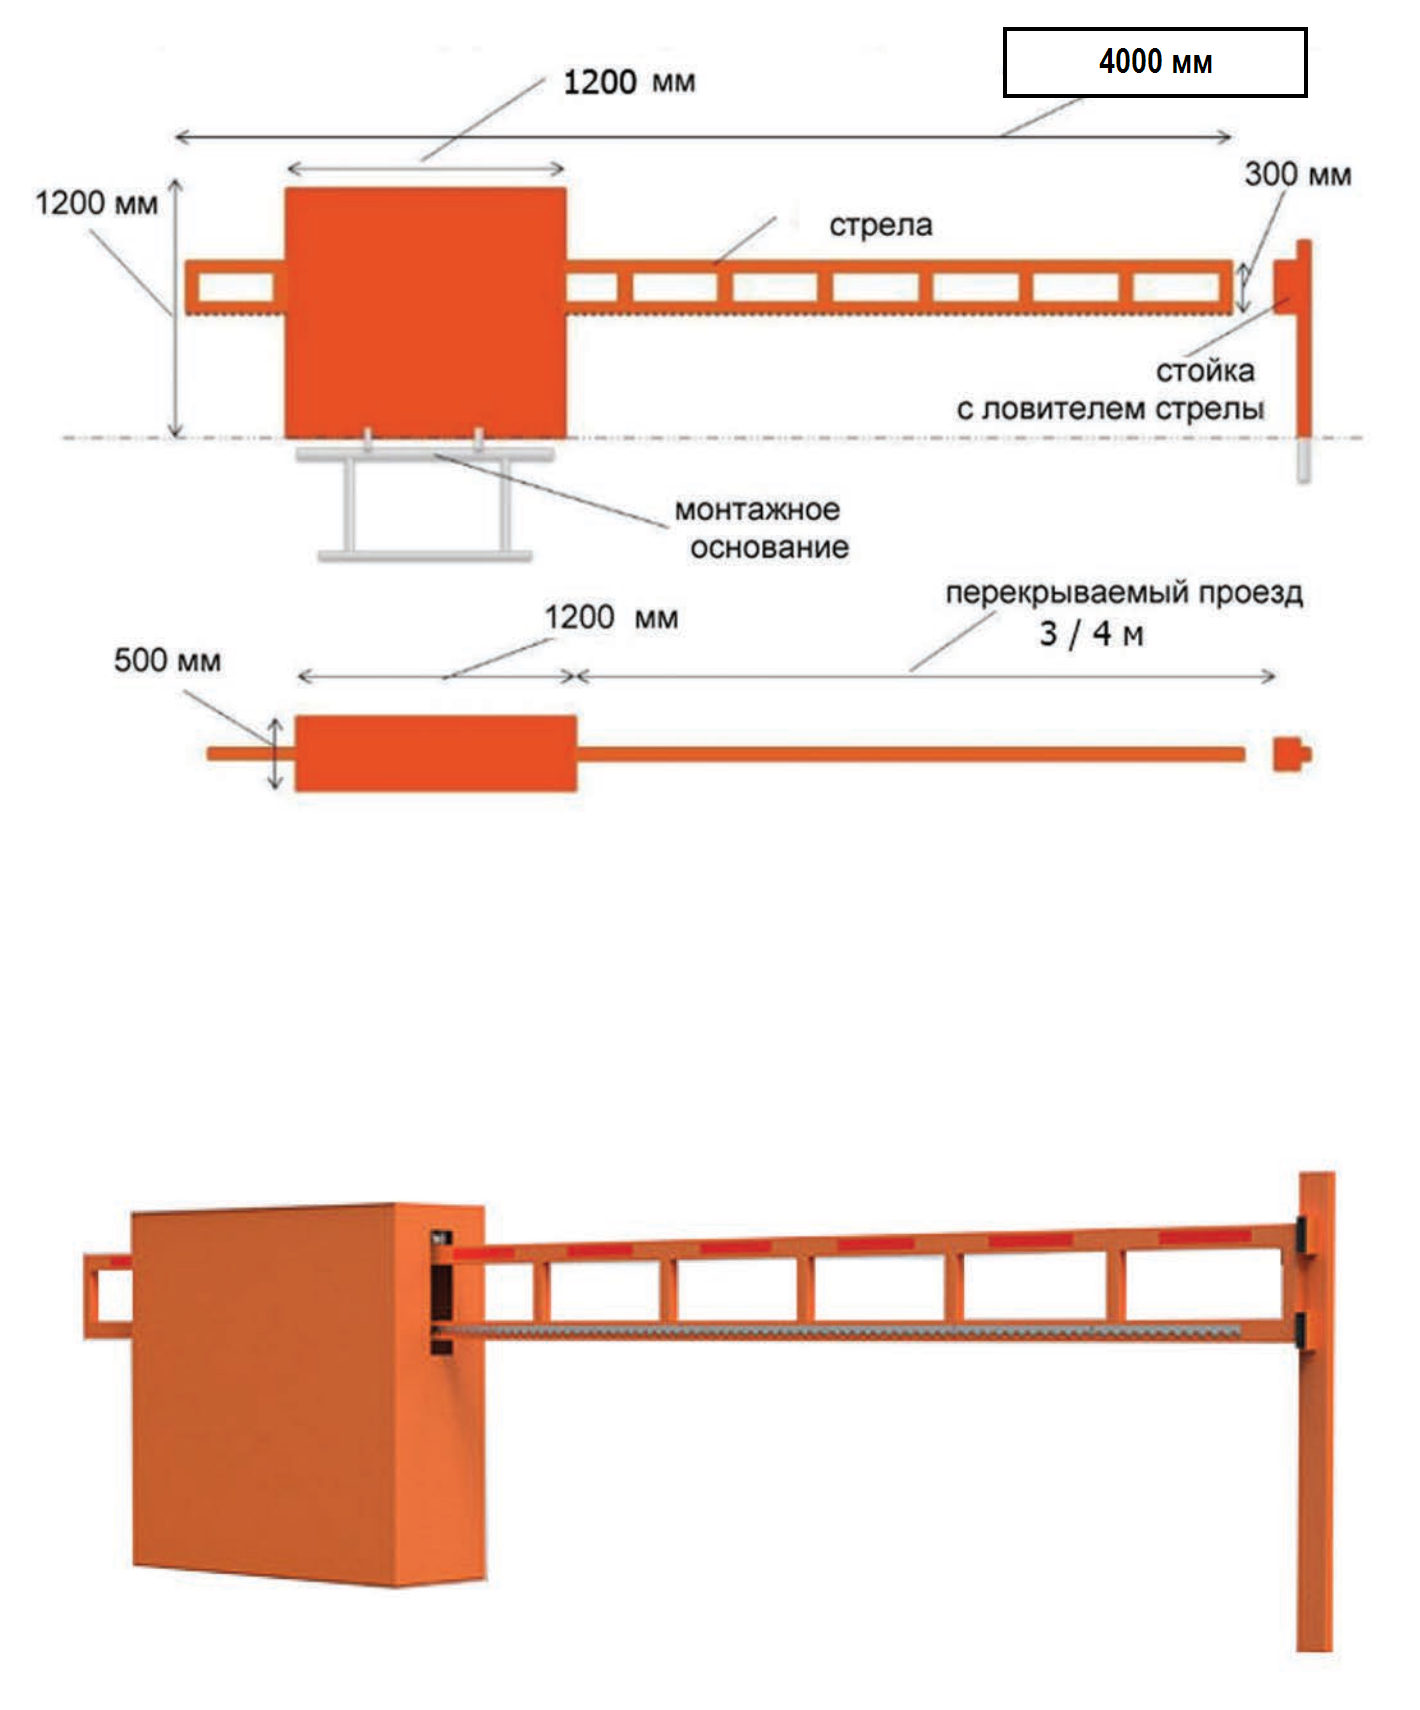 4000 мм
1200 мм
1200 мм
300 мм
стрела
стойка
с ловителем стрелы
монтажное
основание
перекрываемый проезд
3 / 4 м
1200 мм
500 мм